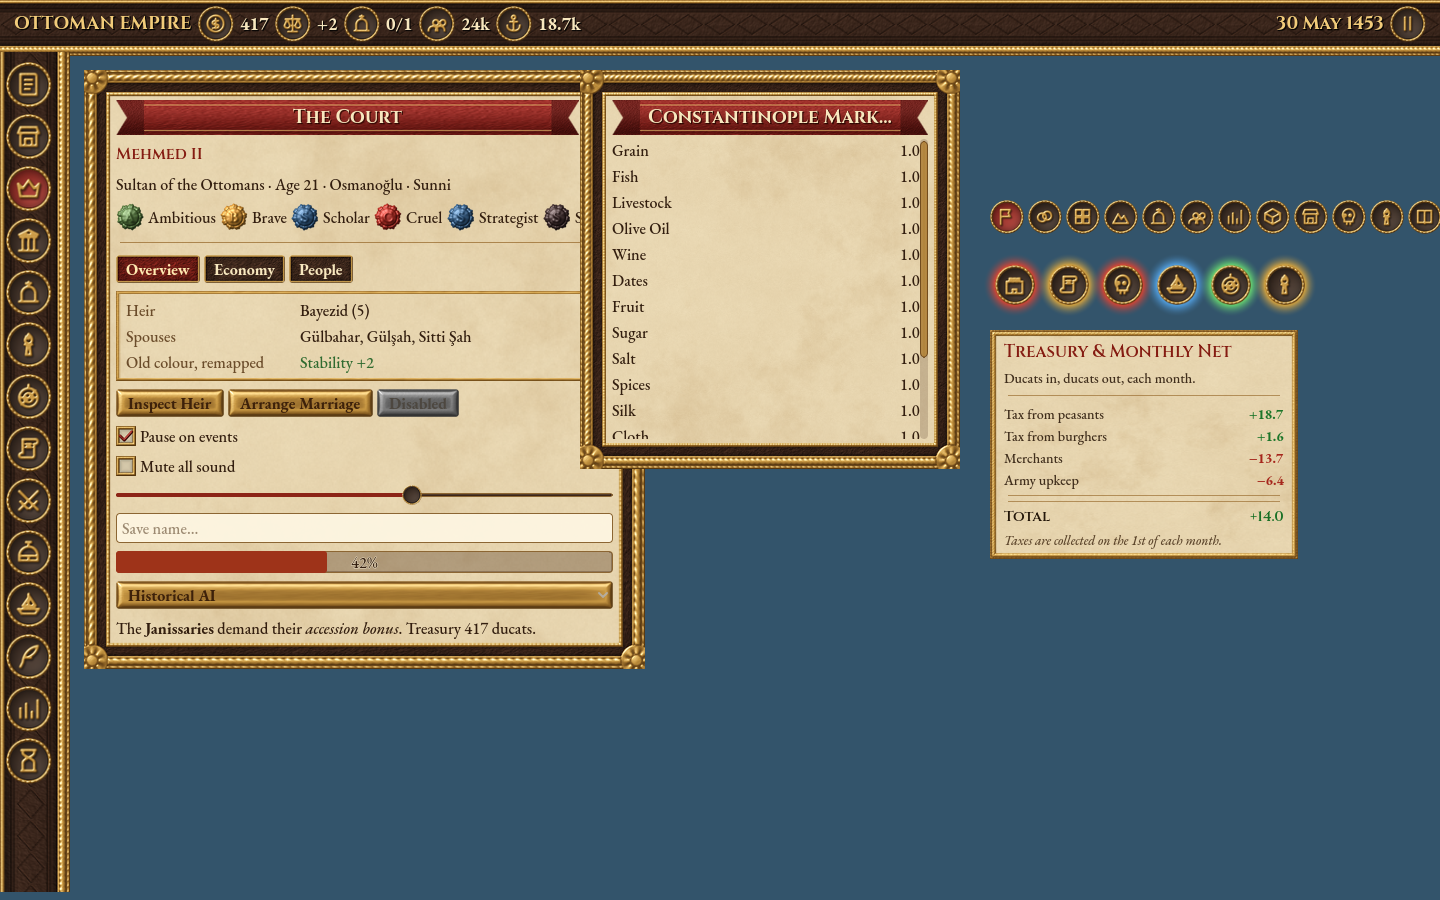 OTTOMAN EMPIRE 417 +2 0/1 24k 18.7k 30 MAY 1453
THE COURT
MEHMED II
Sultan of the Ottomans · Age 21 · Osmanoğlu · Sunni
Ambitious Brave Scholar Cruel Strategist S
Overview Economy People
Heir Bayezid (5)
Spouses Gülbahar, Gülşah, Sitti Şah
Old colour, remapped Stability +2
Inspect Heir Arrange Marriage Disabled
Pause on events
Mute all sound
Save name...
42%
Historical AI
The Janissaries demand their accession bonus. Treasury 417 ducats.
CONSTANTINOPLE MARK...
Grain 1.0
Fish 1.0
Livestock 1.0
Olive Oil 1.0
Wine 1.0
Dates 1.0
Fruit 1.0
Sugar 1.0
Salt 1.0
Spices 1.0
Silk 1.0
Cloth 1.0
TREASURY & MONTHLY NET
Ducats in, ducats out, each month.
Tax from peasants +18.7
Tax from burghers +1.6
Merchants −13.7
Army upkeep −6.4
TOTAL +14.0
Taxes are collected on the 1st of each month.